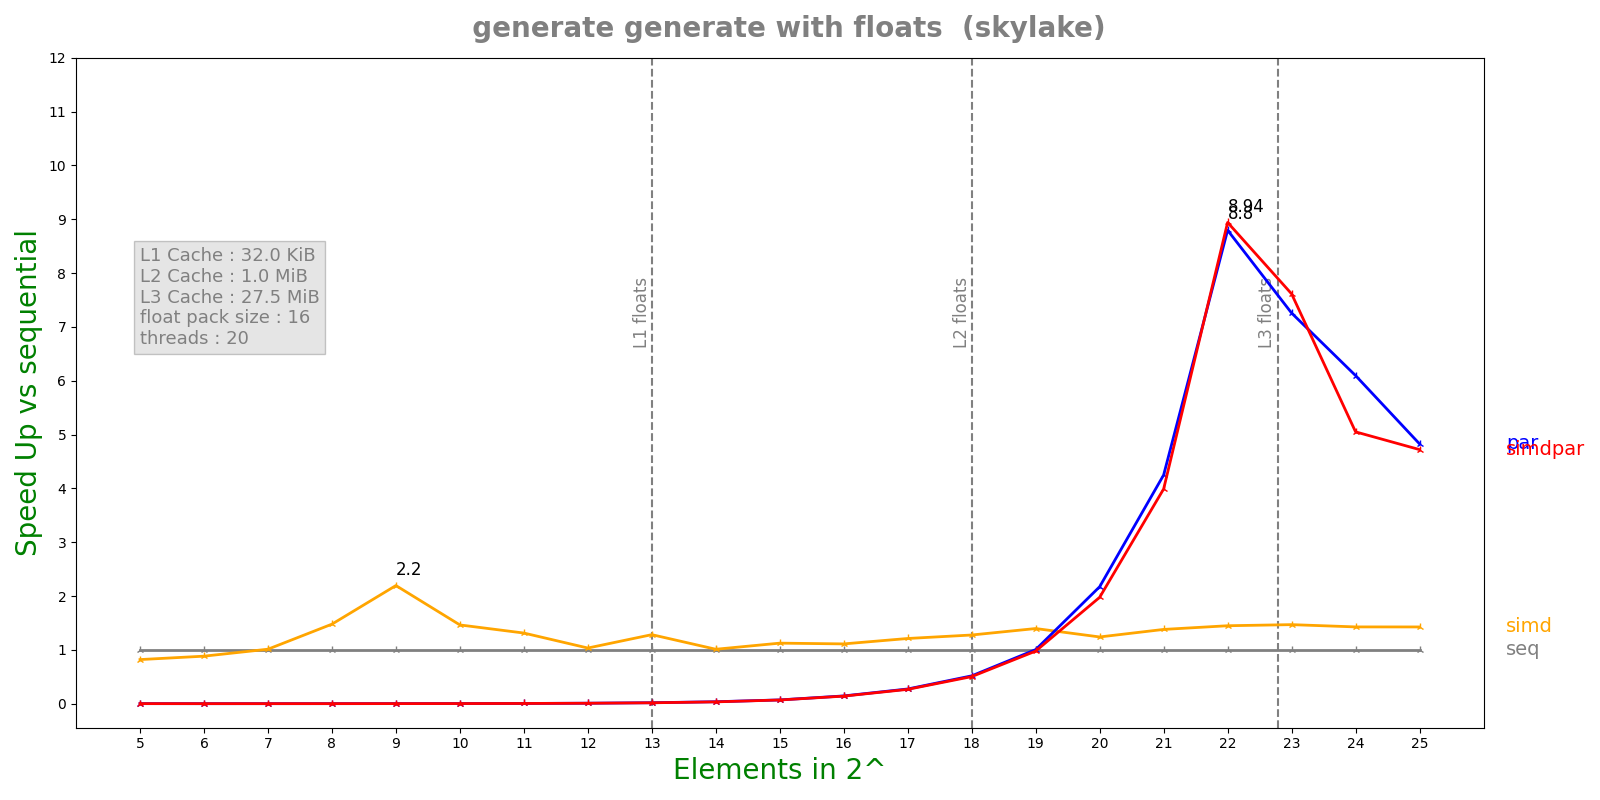 generate generate with floats (skylake)
Speed Up vs sequential
12
11
10
9
8
7
6
5
4
3
2
1
0
L1 Cache : 32.0 KiB
L2 Cache : 1.0 MiB
L3 Cache : 27.5 MiB
float pack size : 16
threads : 20
L1 floats
L2 floats
L3 floats
2.2
8.94
8.8
par
simdpar
simd
seq
5 6 7 8 9 10 11 12 13 14 15 16 17 18 19 20 21 22 23 24 25
Elements in 2^